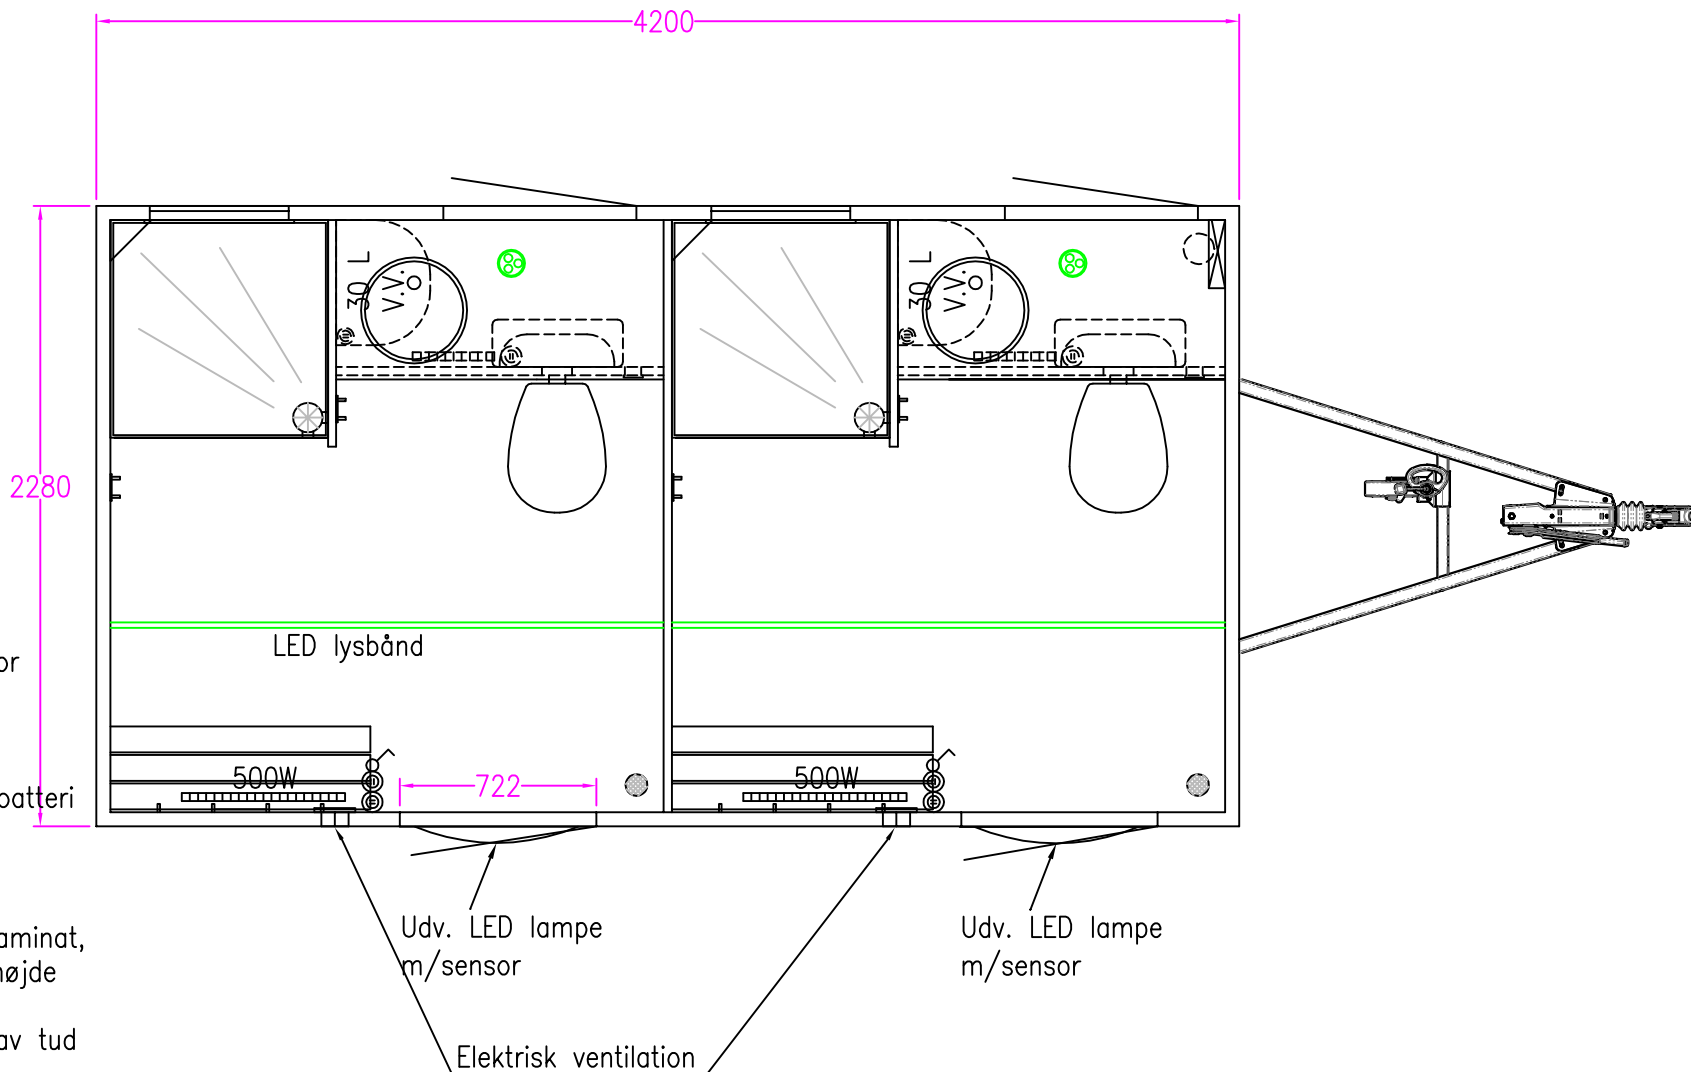 4200
30 L
V.V.
30 L
V.V.
2280
LED lysbånd
or
500W
722
500W
batteri
Udv. LED lampe
m/sensor
Udv. LED lampe
m/sensor
aminat,
højde
av tud
Elektrisk ventilation